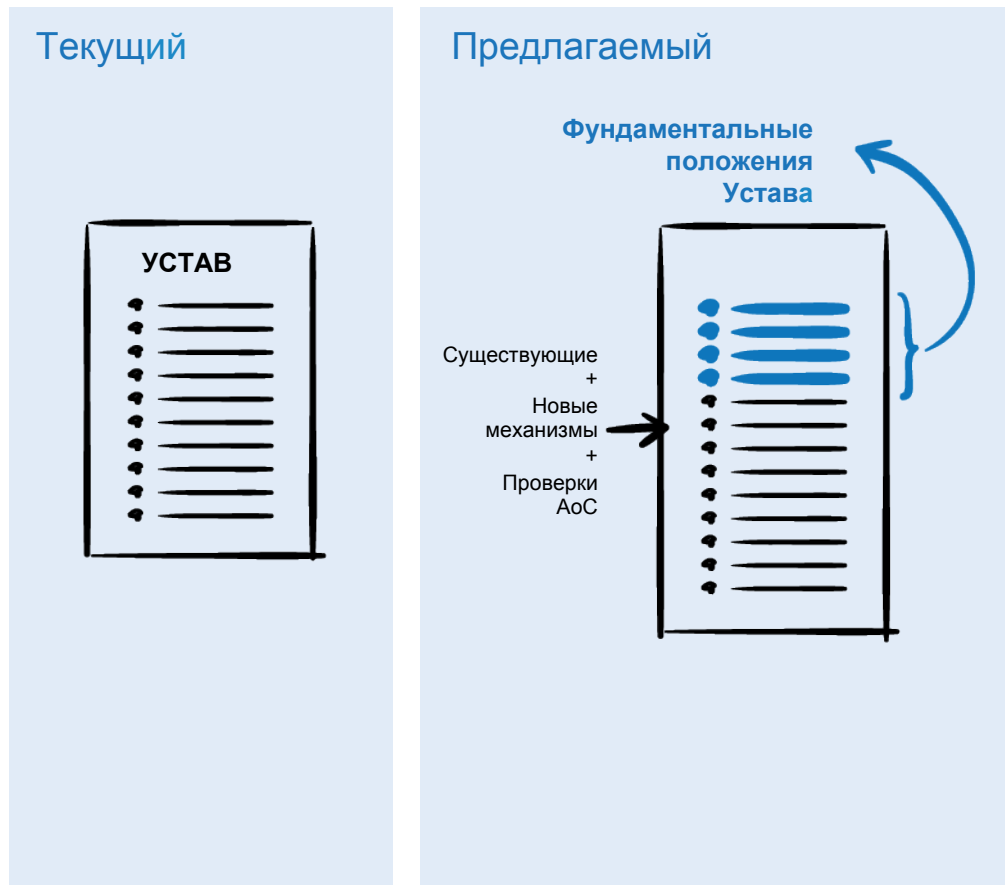 Текущий
УСТАВ
Предлагаемый
Фундаментальные
положения
Устава
Существующие
+
Новые
механизмы
+
Проверки
AoC